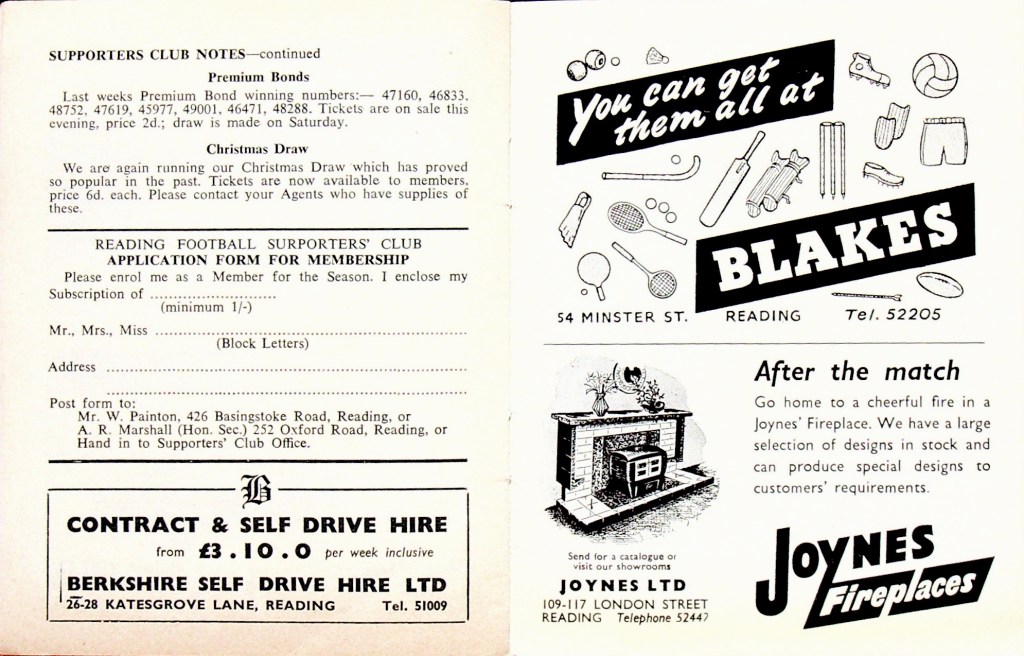 SUPPORTERS CLUB NOTES—continued
Premium Bonds
Last weeks Premium Bond winning numbers:— 47160, 46833,
48752, 47619, 45977, 49001, 46471, 48288. Tickets are on sale this
evening, price 2d.; draw is made on Saturday.
Christmas Draw
We are again running our Christmas Draw which has proved
so popular in the past. Tickets are now available to members,
price 6d. each. Please contact your Agents who have supplies of
these.
READING FOOTBALL SURPORTERS' CLUB
APPLICATION FORM FOR MEMBERSHIP
Please enrol me as a Member for the Season. I enclose my
Subscription of ...........................
(minimum 1/-)
Mr., Mrs., Miss ...................................................................
(Block Letters)
Address ..............................................................................
..............................................................................
Post form to:
Mr. W. Painton, 426 Basingstoke Road, Reading, or
A. R. Marshall (Hon. Sec.) 252 Oxford Road, Reading, or
Hand in to Supporters' Club Office.
B
CONTRACT & SELF DRIVE HIRE
from £3.10.0 per week inclusive
BERKSHIRE SELF DRIVE HIRE LTD
26-28 KATESGROVE LANE, READING Tel. 51009
You can get
them all at
BLAKES
54 MINSTER ST. READING Tel. 52205
After the match
Go home to a cheerful fire in a
Joynes' Fireplace. We have a large
selection of designs in stock and
can produce special designs to
customers' requirements.
Send for a catalogue or
visit our showrooms
JOYNES LTD
109-117 LONDON STREET
READING Telephone 52447
JOYNES
Fireplaces